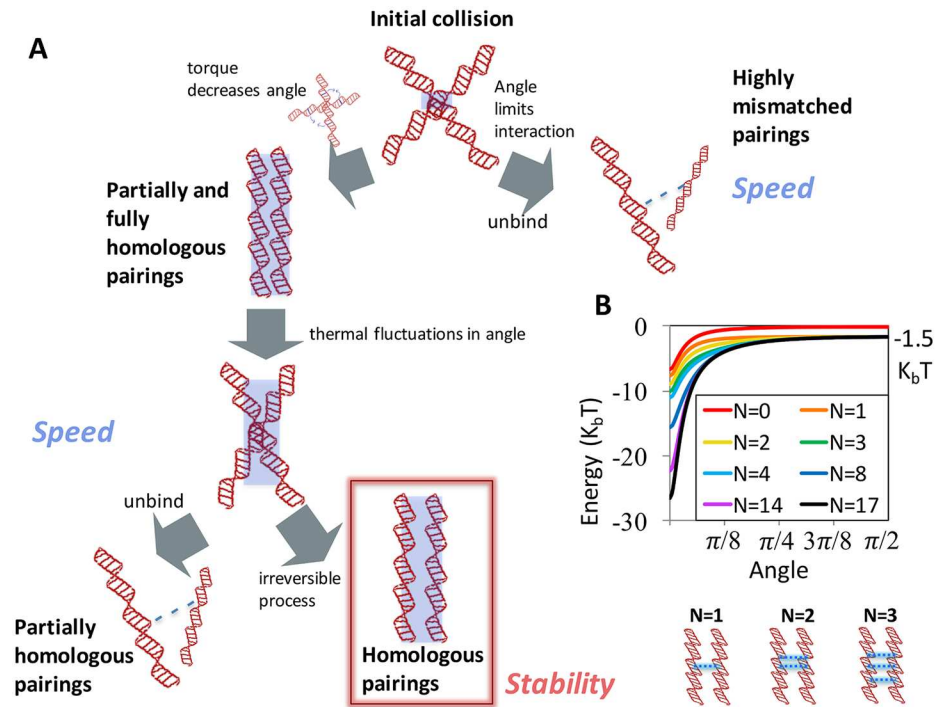 A
Initial collision
torque
decreases angle
Angle
limits
interaction
Highly
mismatched
pairings
Speed
unbind
Partially and
fully
homologous
pairings
thermal fluctuations in angle
Speed
unbind
irreversible
process
Partially
homologous
pairings
Homologous
pairings
Stability
B
Energy (KbT)
0
-10
-20
-30
-1.5
KbT
N=0 N=1
N=2 N=3
N=4 N=8
N=14 N=17
π/8 π/4 3π/8 π/2
Angle
N=1 N=2 N=3